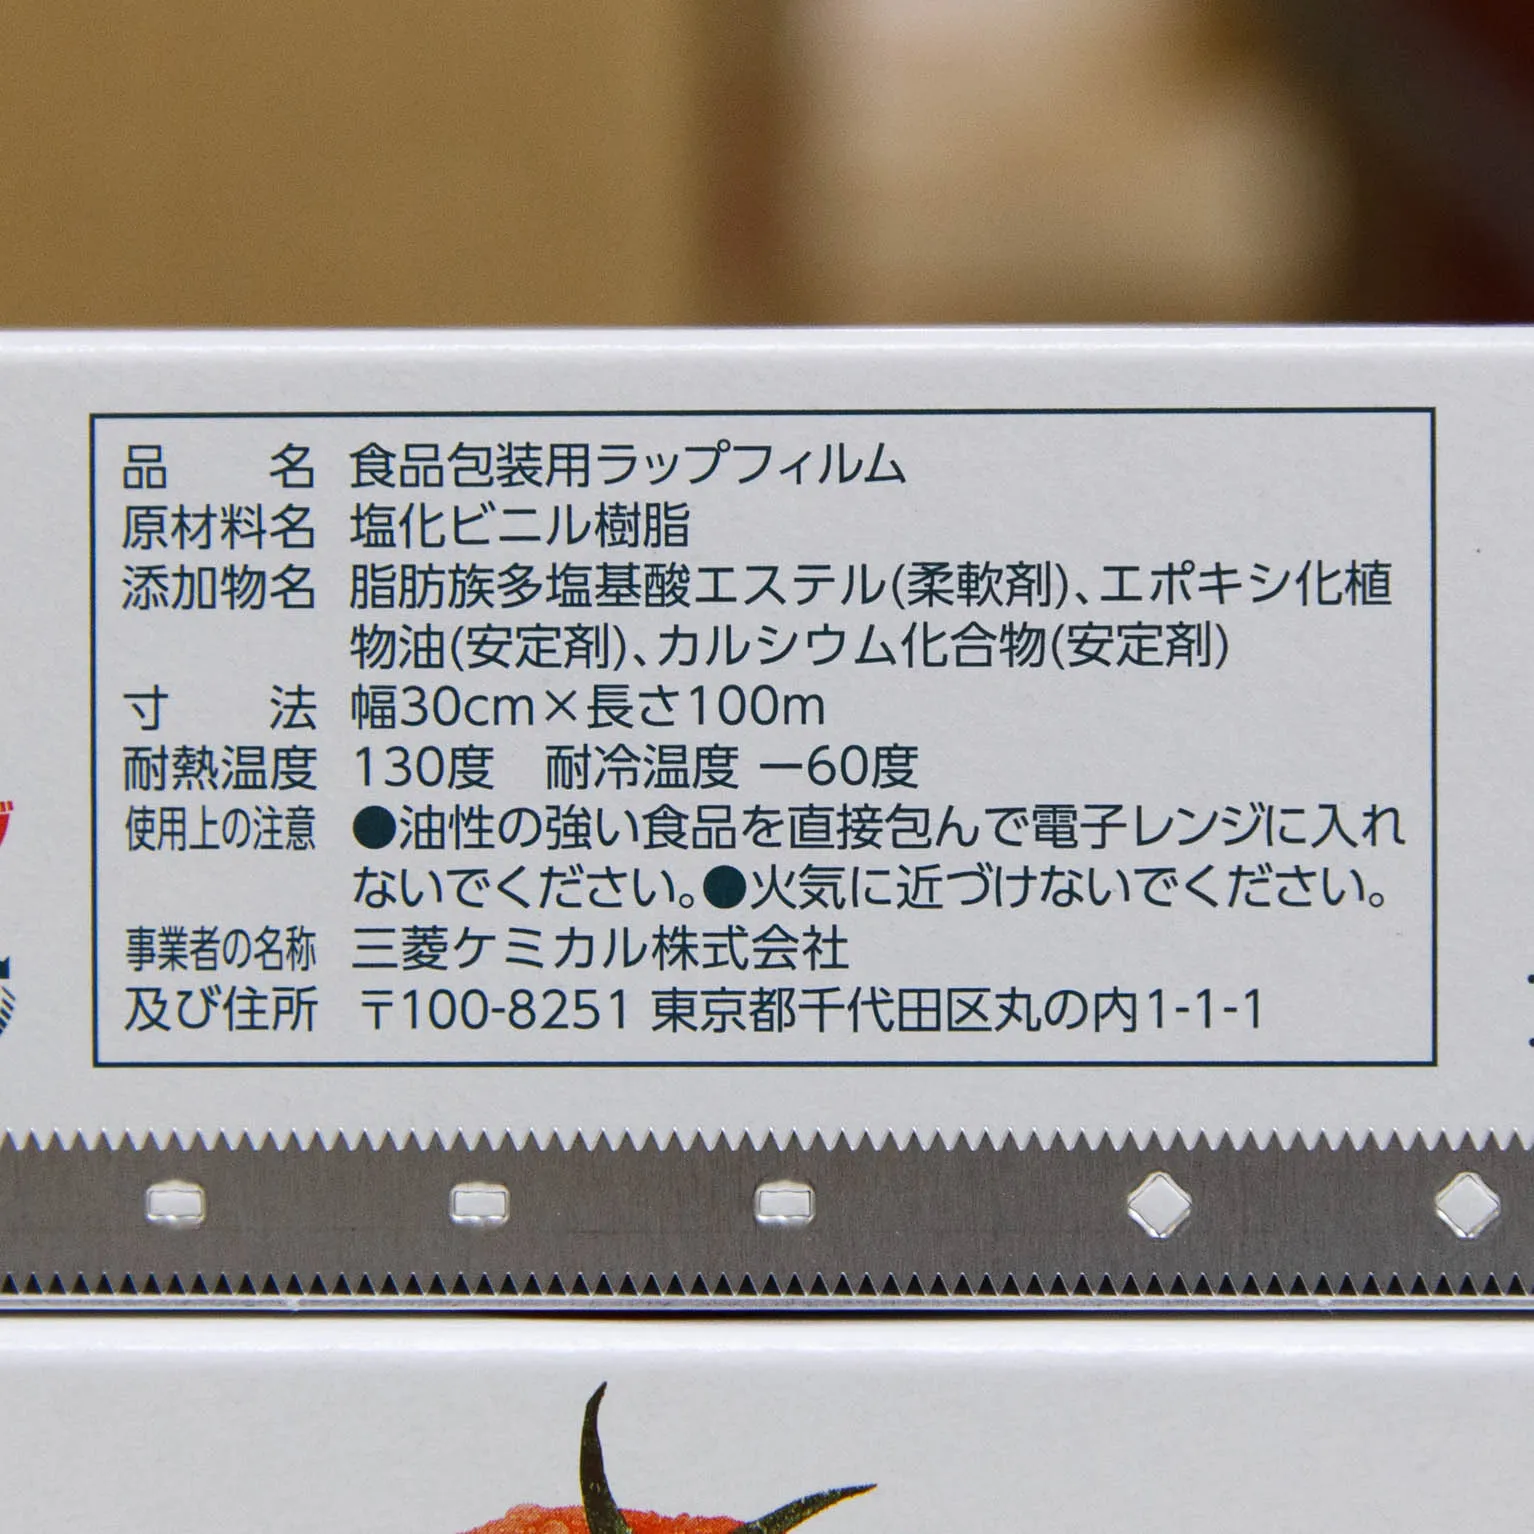 品　名 食品包装用ラップフィルム
原材料名 塩化ビニル樹脂
添加物名 脂肪族多塩基酸エステル(柔軟剤)、エポキシ化植
物油(安定剤)、カルシウム化合物(安定剤)
寸　法 幅30cm×長さ100m
耐熱温度 130度　耐冷温度 −60度
使用上の注意 ●油性の強い食品を直接包んで電子レンジに入れ
ないでください。●火気に近づけないでください。
事業者の名称 三菱ケミカル株式会社
及び住所 〒100-8251 東京都千代田区丸の内1-1-1